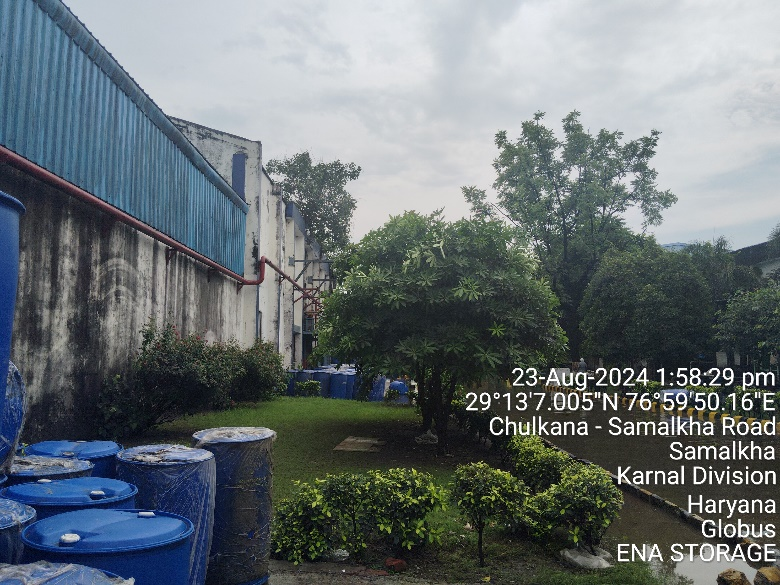 23-Aug-2024 1:58:29 pm
29°13'7.005"N 76°59'50.16"E
Chulkana - Samalkha Road
Samalkha
Karnal Division
Haryana
Globus
ENA STORAGE